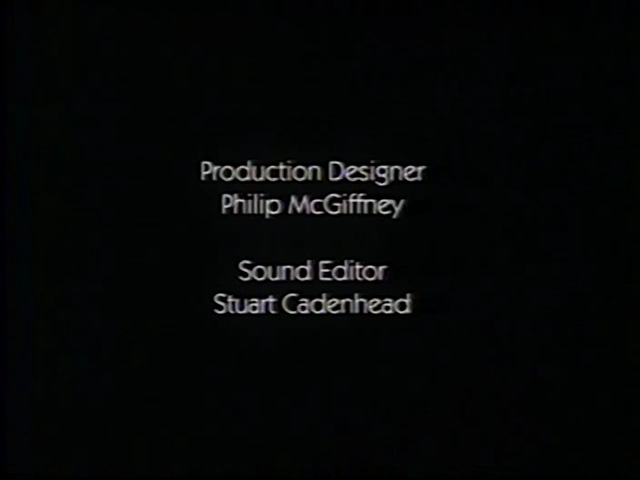 Production Designer
Philip McGiffney
Sound Editor
Stuart Cadenhead